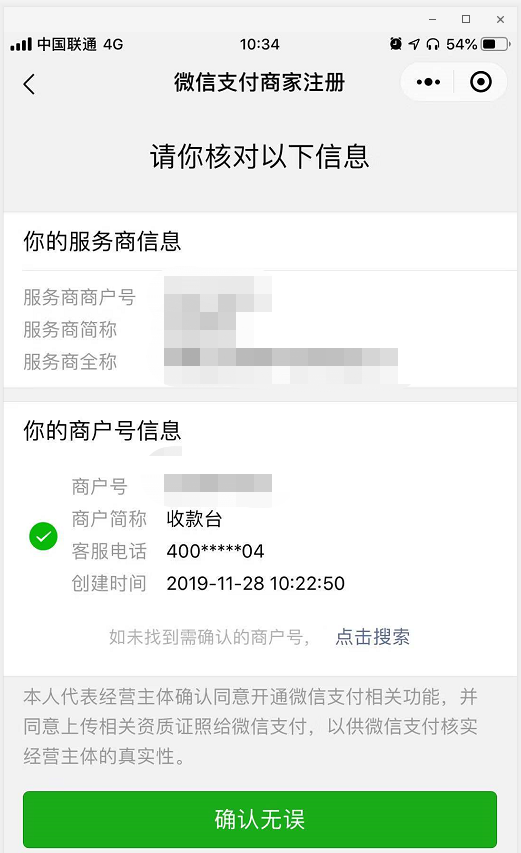 中国联通 4G 10:34 54%
微信支付商家注册
请你核对以下信息
你的服务商信息
服务商商户号
服务商简称
服务商全称
你的商户号信息
商户号
商户简称 收款台
客服电话 400*****04
创建时间 2019-11-28 10:22:50
如未找到需确认的商户号， 点击搜索
本人代表经营主体确认同意开通微信支付相关功能，并
同意上传相关资质证照给微信支付，以供微信支付核实
经营主体的真实性。
确认无误